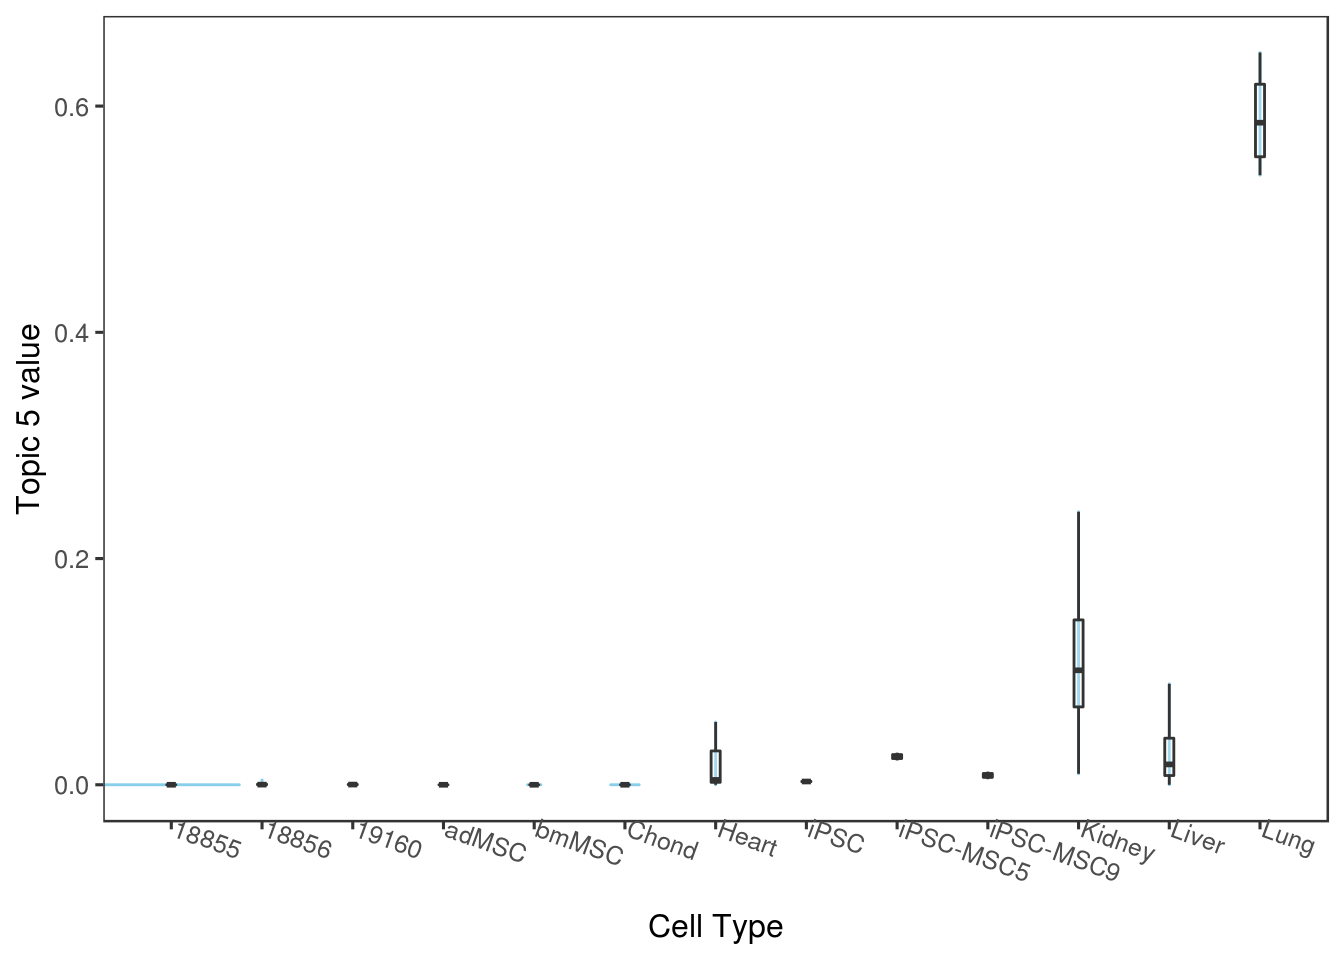 Topic 5 value
0.6
0.4
0.2
0.0
18855
18856
19160
adMSC
bmMSC
Chond
Heart
iPSC
iPSC-MSC5
iPSC-MSC9
Kidney
Liver
Lung
Cell Type